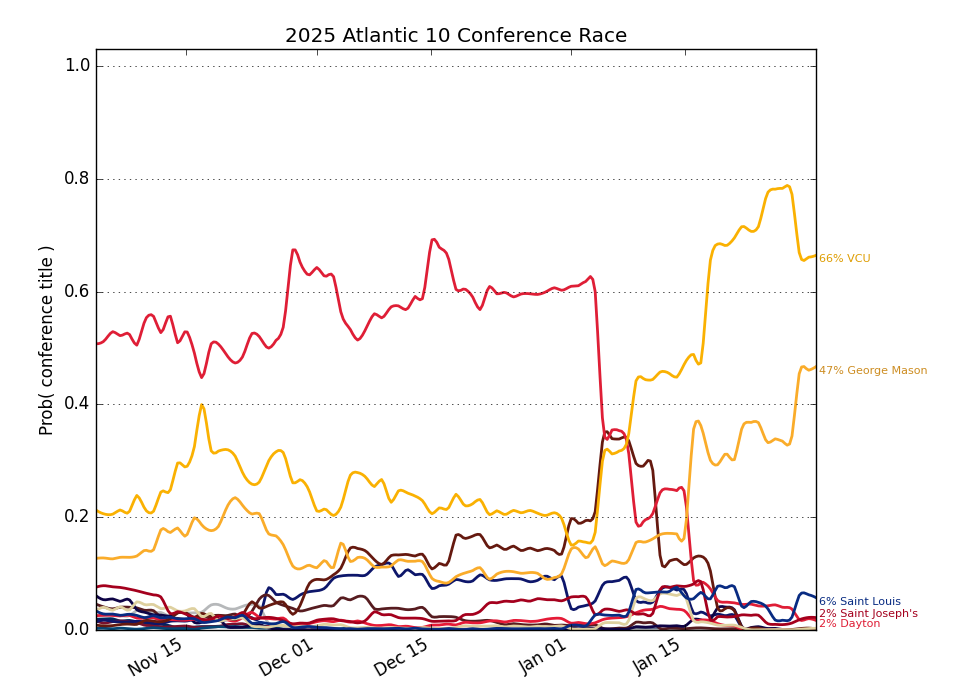 2025 Atlantic 10 Conference Race
Prob( conference title )
1.0
0.8
0.6
0.4
0.2
0.0
Nov 15
Dec 01
Dec 15
Jan 01
Jan 15
66% VCU
47% George Mason
6% Saint Louis
2% Saint Joseph's
2% Dayton